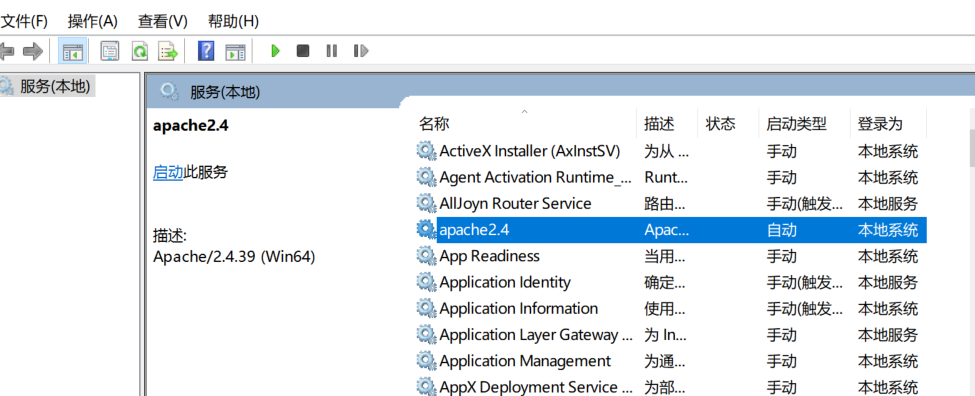 文件(F) 操作(A) 查看(V) 帮助(H)
服务(本地)
服务(本地)
apache2.4
启动此服务
描述:
Apache/2.4.39 (Win64)
名称 描述 状态 启动类型 登录为
ActiveX Installer (AxInstSV) 为从 ... 手动 本地系统
Agent Activation Runtime_... Runt... 手动 本地系统
AllJoyn Router Service 路由... 手动(触发... 本地服务
apache2.4 Apac... 自动 本地系统
App Readiness 当用... 手动 本地系统
Application Identity 确定... 手动(触发... 本地服务
Application Information 使用... 手动(触发... 本地系统
Application Layer Gateway ... 为 In... 手动 本地服务
Application Management 为通... 手动 本地系统
AppX Deployment Service ... 为部... 手动 本地系统